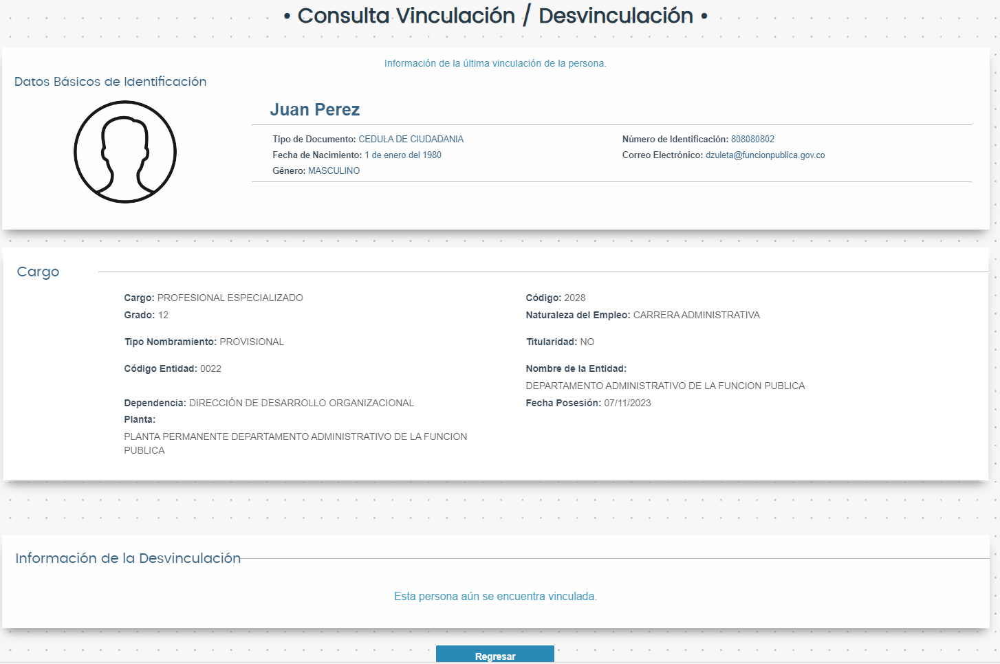 • Consulta Vinculación / Desvinculación •
Información de la última vinculación de la persona.
Datos Básicos de Identificación
Juan Perez
Tipo de Documento: CEDULA DE CIUDADANIA
Número de Identificación: 808080802
Fecha de Nacimiento: 1 de enero del 1980
Correo Electrónico: dzuleta@funcionpublica.gov.co
Género: MASCULINO
Cargo
Cargo: PROFESIONAL ESPECIALIZADO
Código: 2028
Grado: 12
Naturaleza del Empleo: CARRERA ADMINISTRATIVA
Tipo Nombramiento: PROVISIONAL
Titularidad: NO
Código Entidad: 0022
Nombre de la Entidad:
DEPARTAMENTO ADMINISTRATIVO DE LA FUNCION PUBLICA
Dependencia: DIRECCIÓN DE DESARROLLO ORGANIZACIONAL
Fecha Posesión: 07/11/2023
Planta:
PLANTA PERMANENTE DEPARTAMENTO ADMINISTRATIVO DE LA FUNCION
PUBLICA
Información de la Desvinculación
Esta persona aún se encuentra vinculada.
Regresar